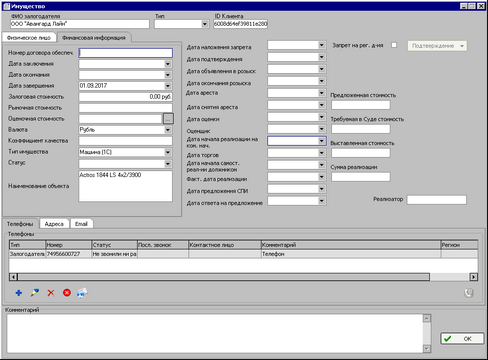 Имущество
ФИО залогодателя Тип ID Клиента
ООО "Авангард Лайн" 6008d64ef39811e280
Физическое лицо Финансовая информация
Номер договора обеспеч.
Дата заключения
Дата окончания
Дата завершения 01.09.2017
Залоговая стоимость 0,00 руб.
Рыночная стоимость
Оценочная стоимость ...
Валюта Рубль
Коэффициент качества
Тип имущества Машина (1С)
Статус
Наименование объекта Actros 1844 LS 4x2/3900
Дата наложения запрета
Дата подтверждения
Дата объявления в розыск
Дата окончания розыска
Дата ареста
Дата снятия ареста
Дата оценки
Оценщик
Дата начала реализации на
кон. нач.
Дата торгов
Дата начала самост.
реал-ии должником
Факт. дата реализации
Дата предложения СПИ
Дата ответа на предложение
Запрет на рег. д-ия Подтверждение
Предложенная стоимость
Требуемая в Суде стоимость
Выставленная стоимость
Сумма реализации
Реализатор
Телефоны Адреса Email
Телефоны
Тип Номер Статус Посл. звонок Контактное лицо Комментарий Регион
Залогодатель 74956600727 Не звонили ни ра Телефон
Комментарий
OK